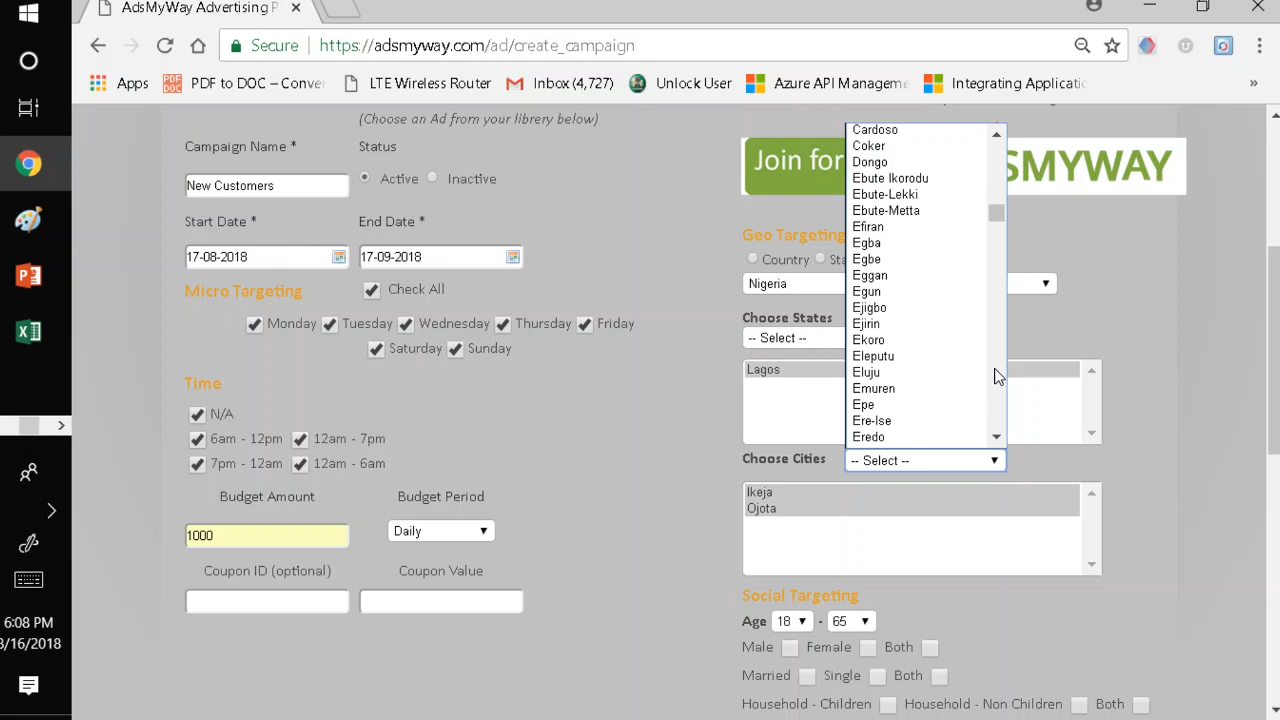 AdsMyWay Advertising P
Secure https://adsmyway.com/ad/create_campaign
Apps PDF to DOC – Conver LTE Wireless Router Inbox (4,727) Unlock User Azure API Manageme Integrating Applicatic »
(Choose an Ad from your library below)
Campaign Name * Status
New Customers Active Inactive
Start Date * End Date *
17-08-2018 17-09-2018
Micro Targeting Check All
Monday Tuesday Wednesday Thursday Friday
Saturday Sunday
Time
N/A
6am - 12pm 12am - 7pm
7pm - 12am 12am - 6am
Budget Amount Budget Period
1000 Daily
Coupon ID (optional) Coupon Value
Join for
SMYWAY
Geo Targeting
Country Sta
Nigeria
Choose States
-- Select --
Lagos
Cardoso
Coker
Dongo
Ebute Ikorodu
Ebute-Lekki
Ebute-Metta
Efiran
Egba
Egbe
Eggan
Egun
Ejigbo
Ejirin
Ekoro
Eleputu
Eluju
Emuren
Epe
Ere-Ise
Eredo
Choose Cities -- Select --
Ikeja
Ojota
Social Targeting
Age 18 - 65
Male Female Both
Married Single Both
Household - Children Household - Non Children Both
6:08 PM
8/16/2018